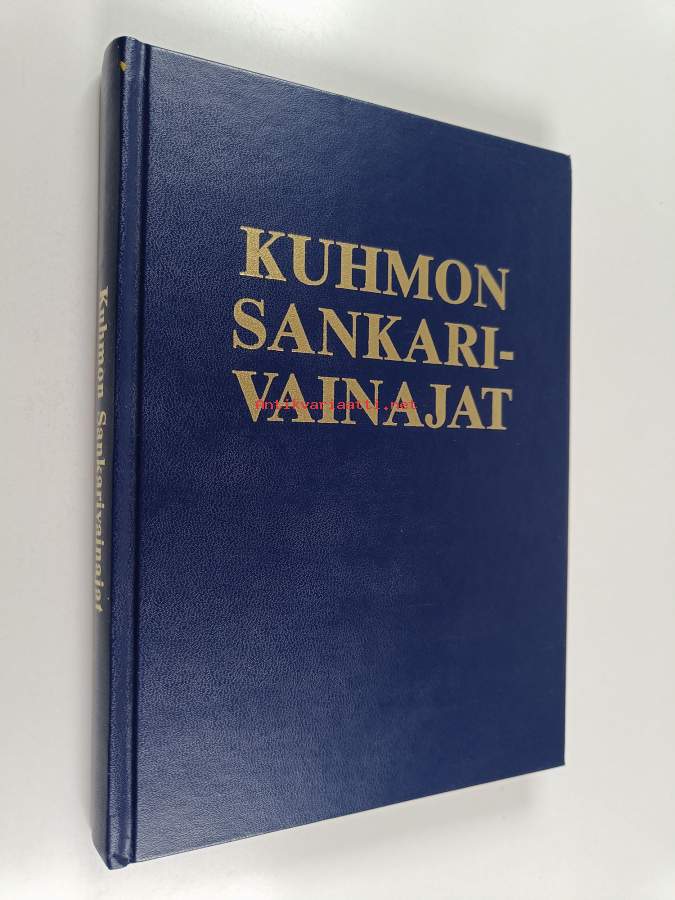 KUHMON
SANKARI-
VAINAJAT
antikvariaatti.net
Kuhmon Sankarivainajat